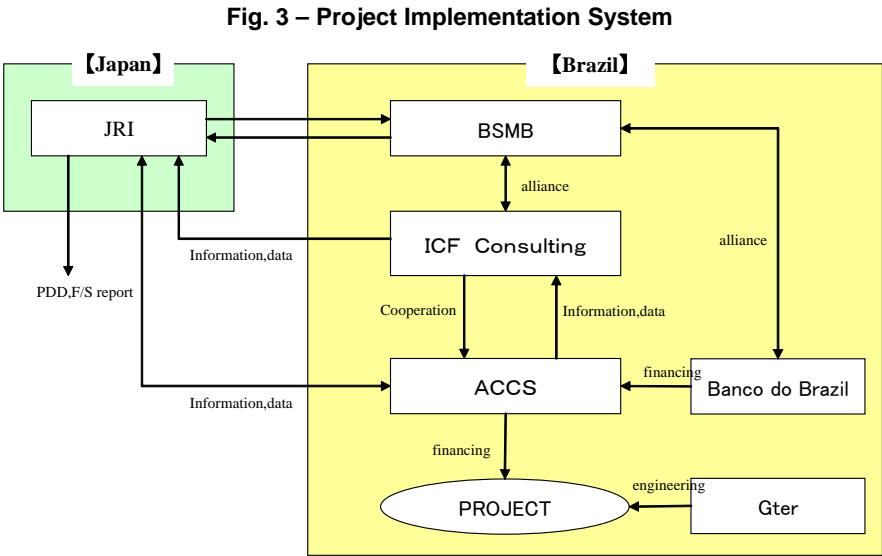 Fig. 3 – Project Implementation System
【Japan】
【Brazil】
JRI
BSMB
alliance
ICF Consulting
alliance
Information,data
PDD,F/S report
Cooperation
Information,data
financing
ACCS
Banco do Brazil
Information,data
financing
engineering
PROJECT
Gter